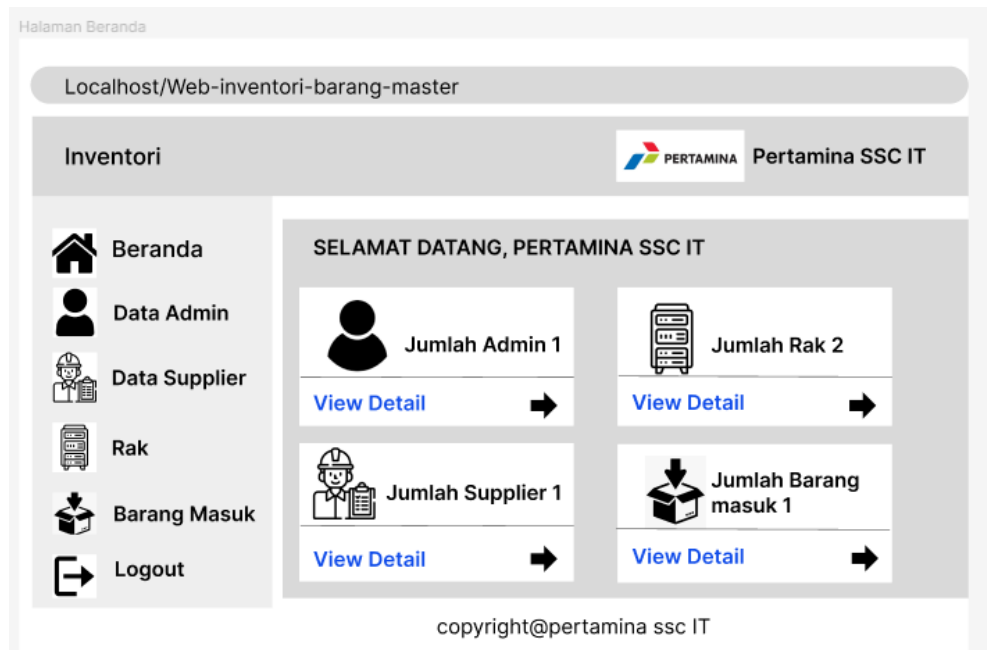 Halaman Beranda
Localhost/Web-inventori-barang-master
Inventori
PERTAMINA
Pertamina SSC IT
Beranda
Data Admin
Data Supplier
Rak
Barang Masuk
Logout
SELAMAT DATANG, PERTAMINA SSC IT
Jumlah Admin 1
View Detail
Jumlah Rak 2
View Detail
Jumlah Supplier 1
View Detail
Jumlah Barang
masuk 1
View Detail
copyright@pertamina ssc IT